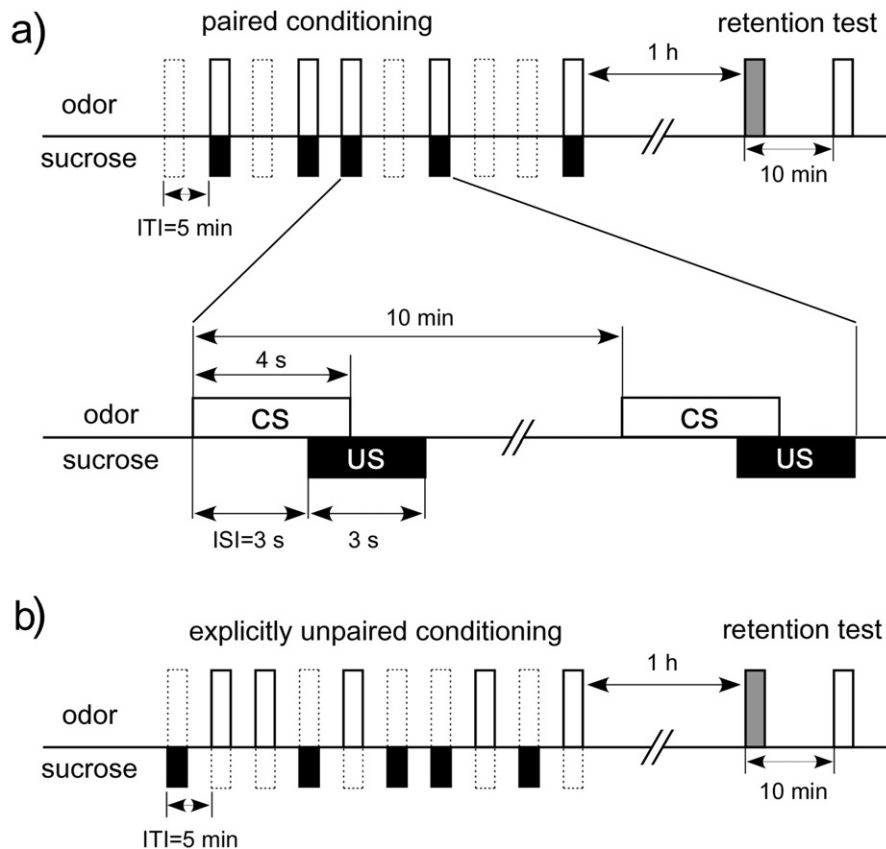 a)
paired conditioning
retention test
1 h
odor
sucrose
10 min
ITI=5 min
10 min
4 s
odor
CS
CS
sucrose
US
US
ISI=3 s
3 s
b)
explicitly unpaired conditioning
retention test
1 h
odor
sucrose
10 min
ITI=5 min